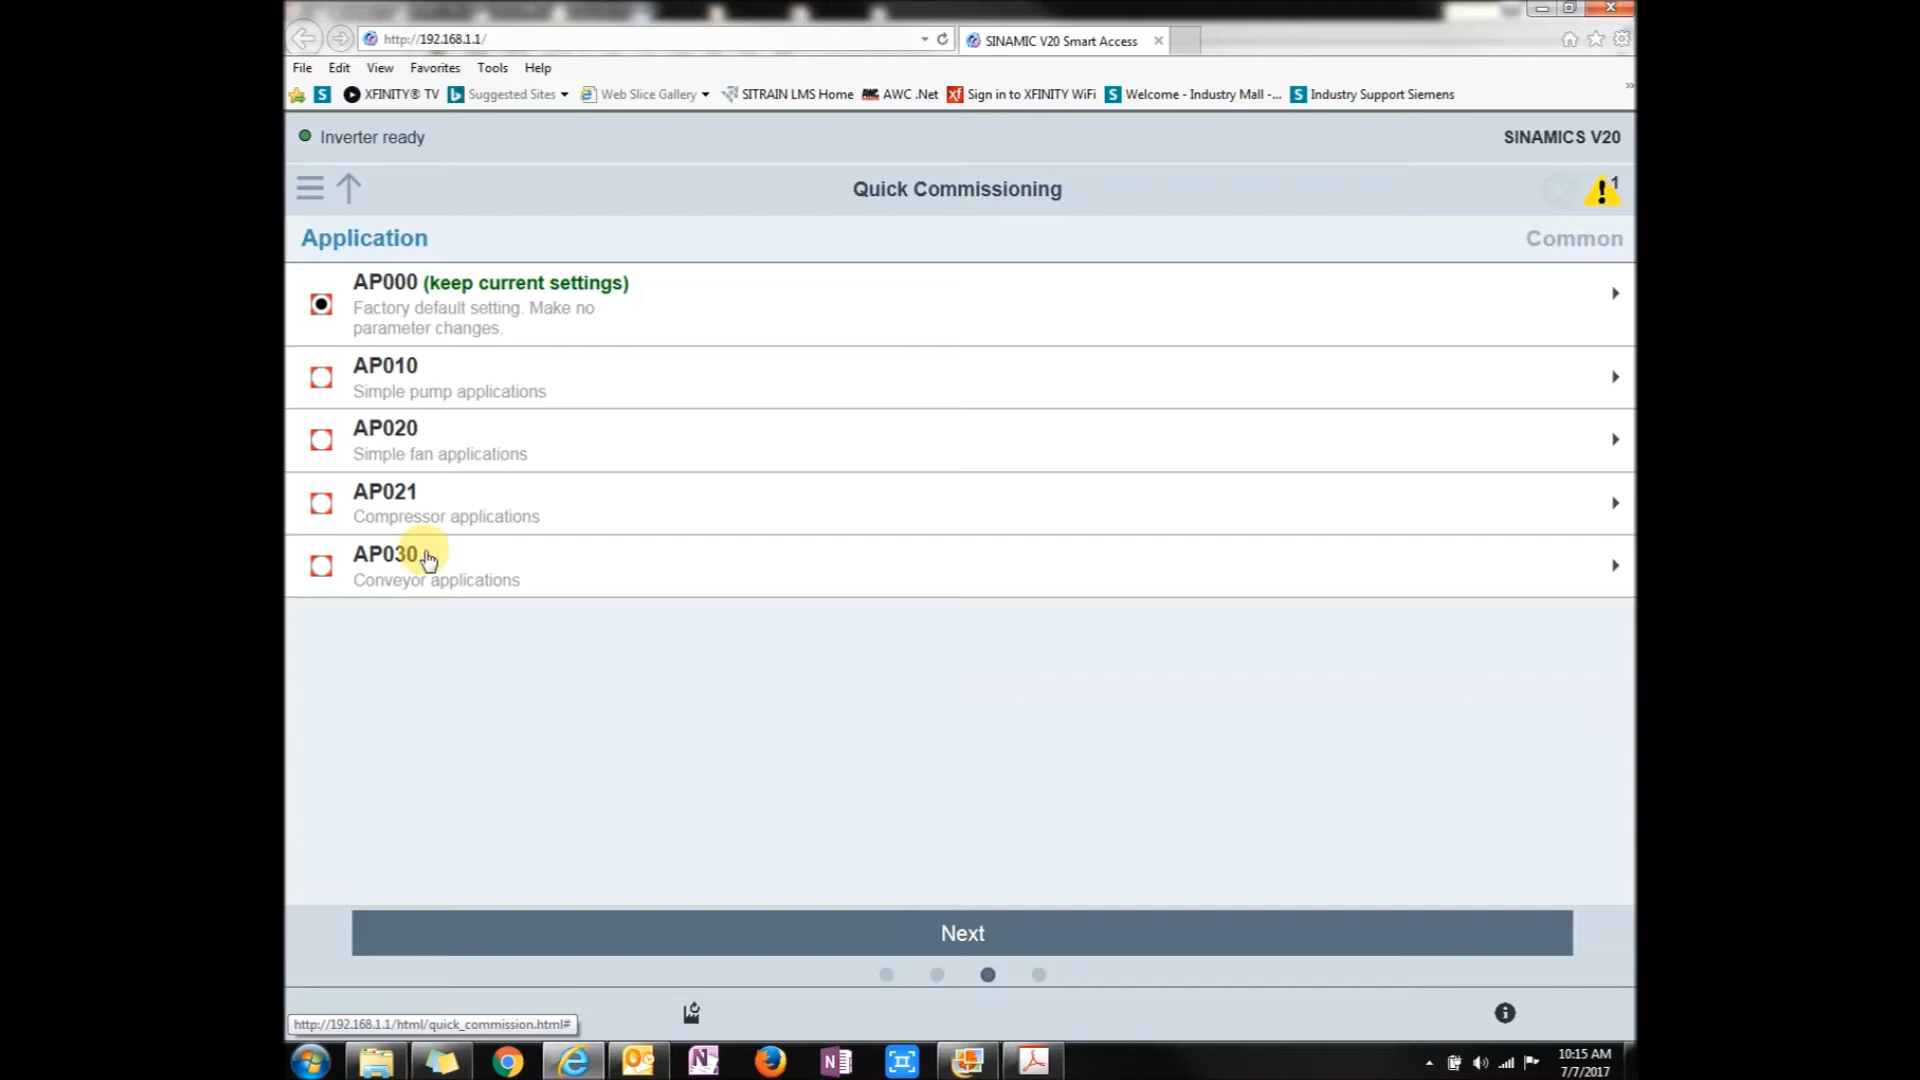 http://192.168.1.1/
SINAMIC V20 Smart Access
File Edit View Favorites Tools Help
XFINITY® TV Suggested Sites Web Slice Gallery SITRAIN LMS Home AWC .Net Sign in to XFINITY WiFi Welcome - Industry Mall -... Industry Support Siemens
Inverter ready
SINAMICS V20
Quick Commissioning
1
Application
Common
AP000 (keep current settings)
Factory default setting. Make no
parameter changes.
AP010
Simple pump applications
AP020
Simple fan applications
AP021
Compressor applications
AP030
Conveyor applications
Next
http://192.168.1.1/html/quick_commission.html#
10:15 AM
7/7/2017